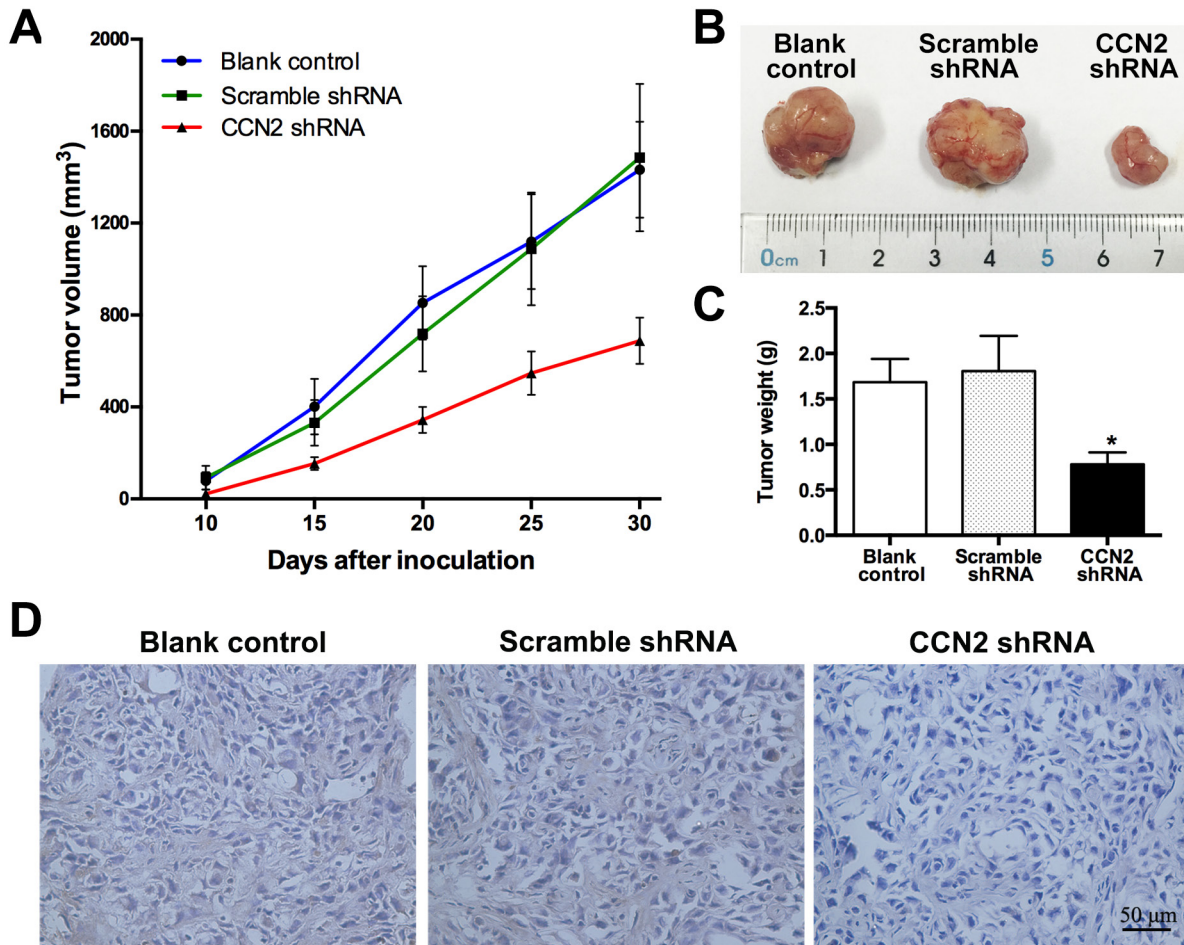 A
Tumor volume (mm³)
2000
1600
1200
800
400
0
Blank control
Scramble shRNA
CCN2 shRNA
10 15 20 25 30
Days after inoculation
B
Blank control
Scramble shRNA
CCN2 shRNA
0cm 1 2 3 4 5 6 7
C
Tumor weight (g)
2.5
2.0
1.5
1.0
0.5
0.0
*
Blank control
Scramble shRNA
CCN2 shRNA
D
Blank control
Scramble shRNA
CCN2 shRNA
50 μm